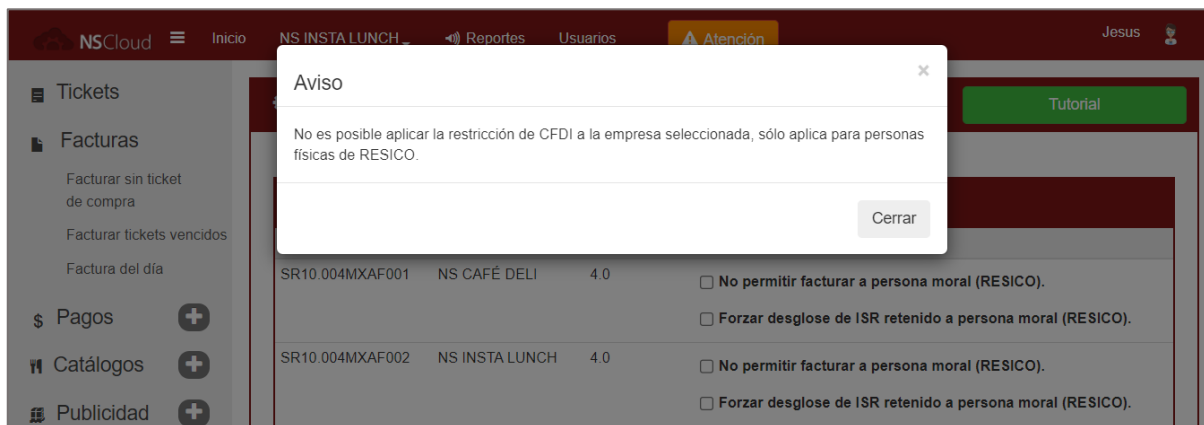 NSCloud Inicio NS INSTA LUNCH Reportes Usuarios Atención Jesus
Aviso ×
Tickets
Tutorial
No es posible aplicar la restricción de CFDI a la empresa seleccionada, sólo aplica para personas
físicas de RESICO.
Facturas
Facturar sin ticket
de compra
Cerrar
Facturar tickets vencidos
Factura del día
SR10.004MXAF001 NS CAFÉ DELI 4.0 No permitir facturar a persona moral (RESICO).
Forzar desglose de ISR retenido a persona moral (RESICO).
$ Pagos +
SR10.004MXAF002 NS INSTA LUNCH 4.0 No permitir facturar a persona moral (RESICO).
Catálogos +
Forzar desglose de ISR retenido a persona moral (RESICO).
Publicidad +